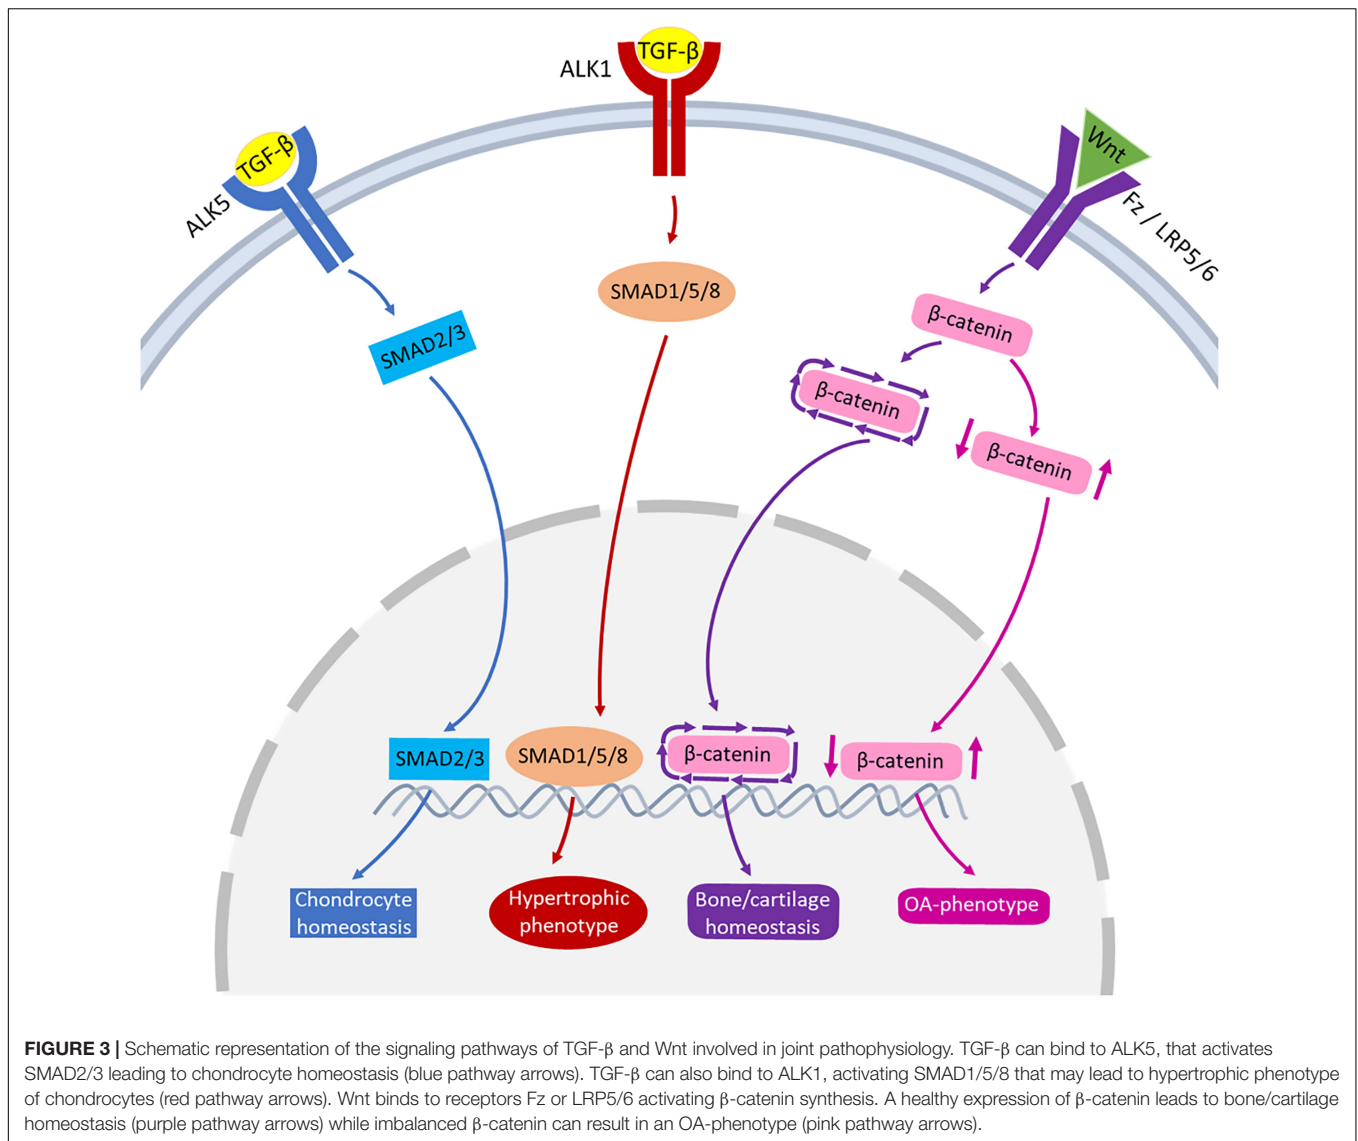 TGF-β
ALK1
TGF-β
ALK5
Wnt
Fz / LRP5/6
SMAD2/3
SMAD1/5/8
β-catenin
β-catenin
β-catenin
SMAD2/3
SMAD1/5/8
β-catenin
β-catenin
Chondrocyte
homeostasis
Hypertrophic
phenotype
Bone/cartilage
homeostasis
OA-phenotype
FIGURE 3 | Schematic representation of the signaling pathways of TGF-β and Wnt involved in joint pathophysiology. TGF-β can bind to ALK5, that activates
SMAD2/3 leading to chondrocyte homeostasis (blue pathway arrows). TGF-β can also bind to ALK1, activating SMAD1/5/8 that may lead to hypertrophic phenotype
of chondrocytes (red pathway arrows). Wnt binds to receptors Fz or LRP5/6 activating β-catenin synthesis. A healthy expression of β-catenin leads to bone/cartilage
homeostasis (purple pathway arrows) while imbalanced β-catenin can result in an OA-phenotype (pink pathway arrows).